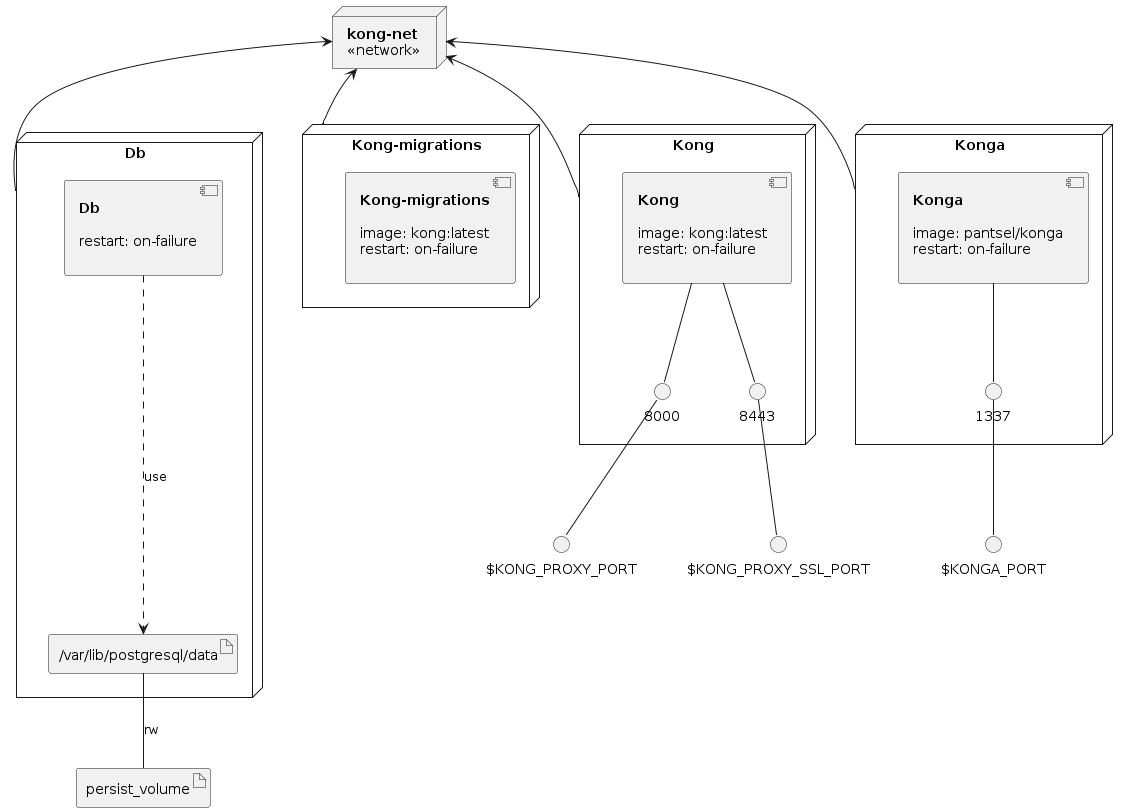 kong-net
«network»
Db
Db
restart: on-failure
use
/var/lib/postgresql/data
rw
persist_volume
Kong-migrations
Kong-migrations
image: kong:latest
restart: on-failure
Kong
Kong
image: kong:latest
restart: on-failure
8000
8443
$KONG_PROXY_PORT
$KONG_PROXY_SSL_PORT
Konga
Konga
image: pantsel/konga
restart: on-failure
1337
$KONGA_PORT